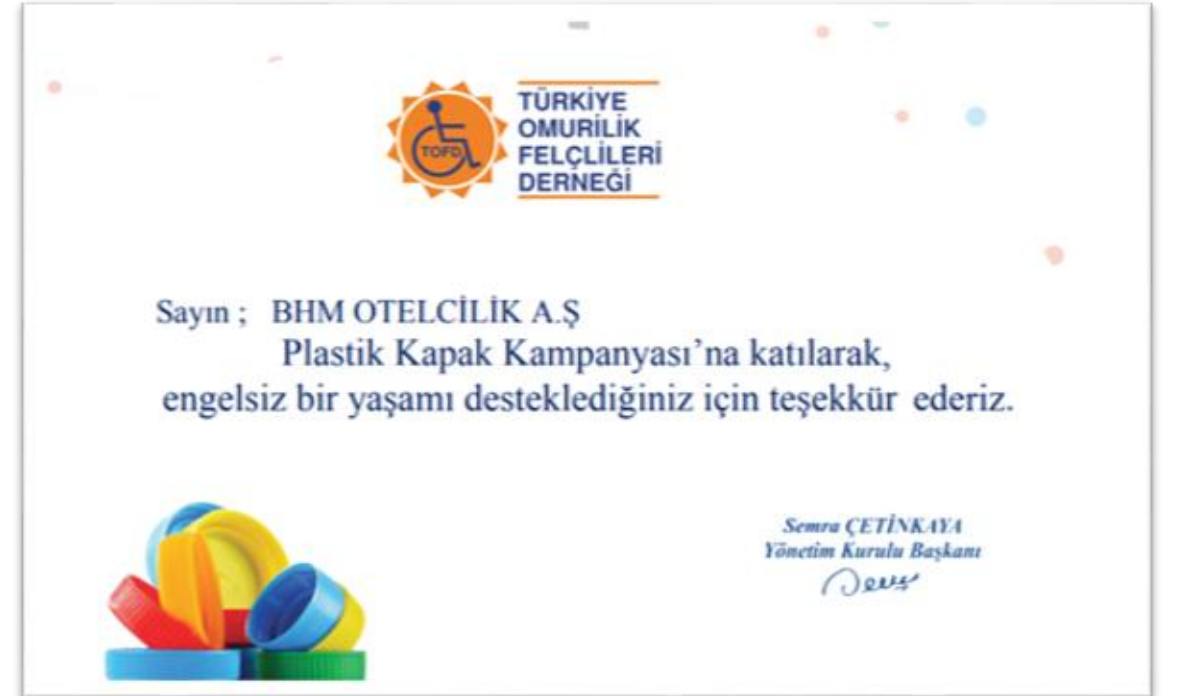 TOFD
TÜRKİYE
OMURİLİK
FELÇLİLERİ
DERNEĞİ
Sayın ; BHM OTELCİLİK A.Ş
Plastik Kapak Kampanyası’na katılarak,
engelsiz bir yaşamı desteklediğiniz için teşekkür ederiz.
Semra ÇETİNKAYA
Yönetim Kurulu Başkanı